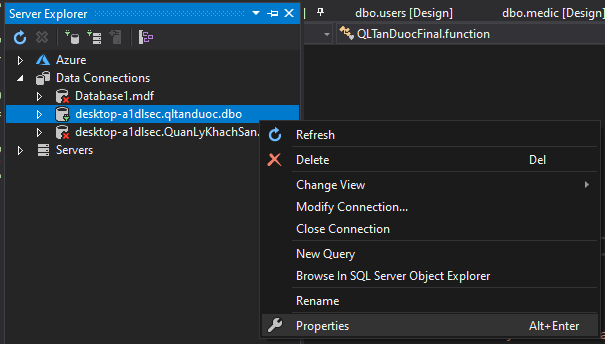 Server Explorer
dbo.users [Design]
dbo.medic [Design]
QLTanDuocFinal.function
Azure
Data Connections
Database1.mdf
desktop-a1dlsec.qltanduoc.dbo
desktop-a1dlsec.QuanLyKhachSan.
Servers
Refresh
Delete Del
Change View
Modify Connection...
Close Connection
New Query
Browse In SQL Server Object Explorer
Rename
Properties Alt+Enter